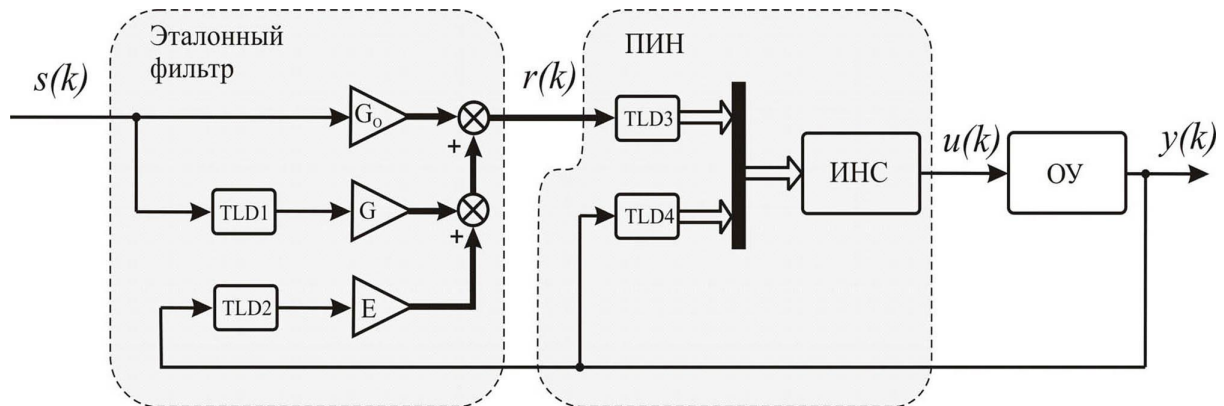 Эталонный
фильтр
ПИН
s(k)
r(k)
G₀
TLD3
+
ИНС
u(k)
ОУ
y(k)
TLD1
G
TLD4
+
TLD2
E